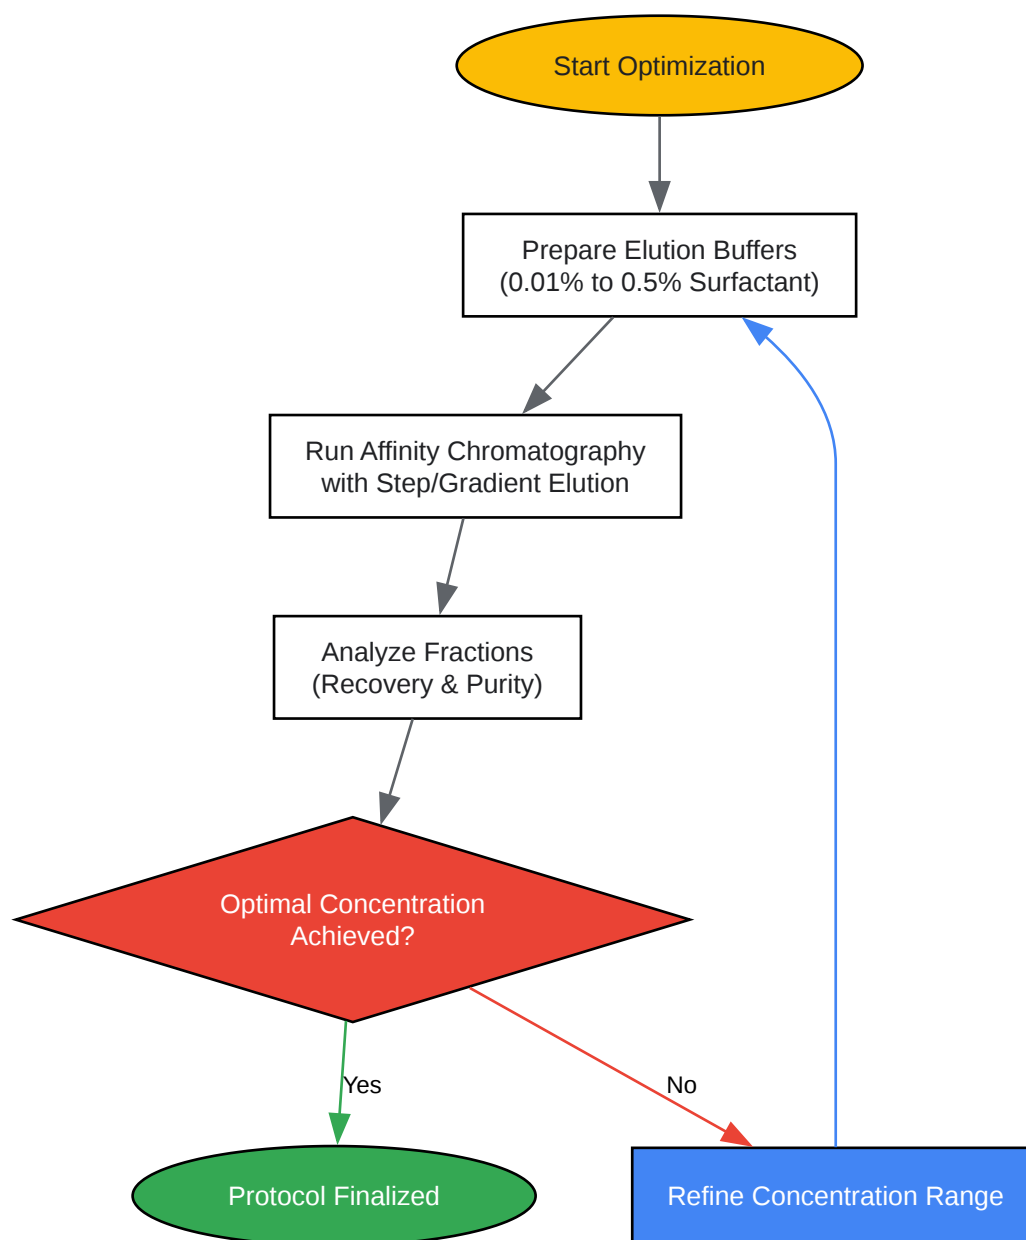 Start Optimization
Prepare Elution Buffers
(0.01% to 0.5% Surfactant)
Run Affinity Chromatography
with Step/Gradient Elution
Analyze Fractions
(Recovery & Purity)
Optimal Concentration
Achieved?
Yes
No
Protocol Finalized
Refine Concentration Range